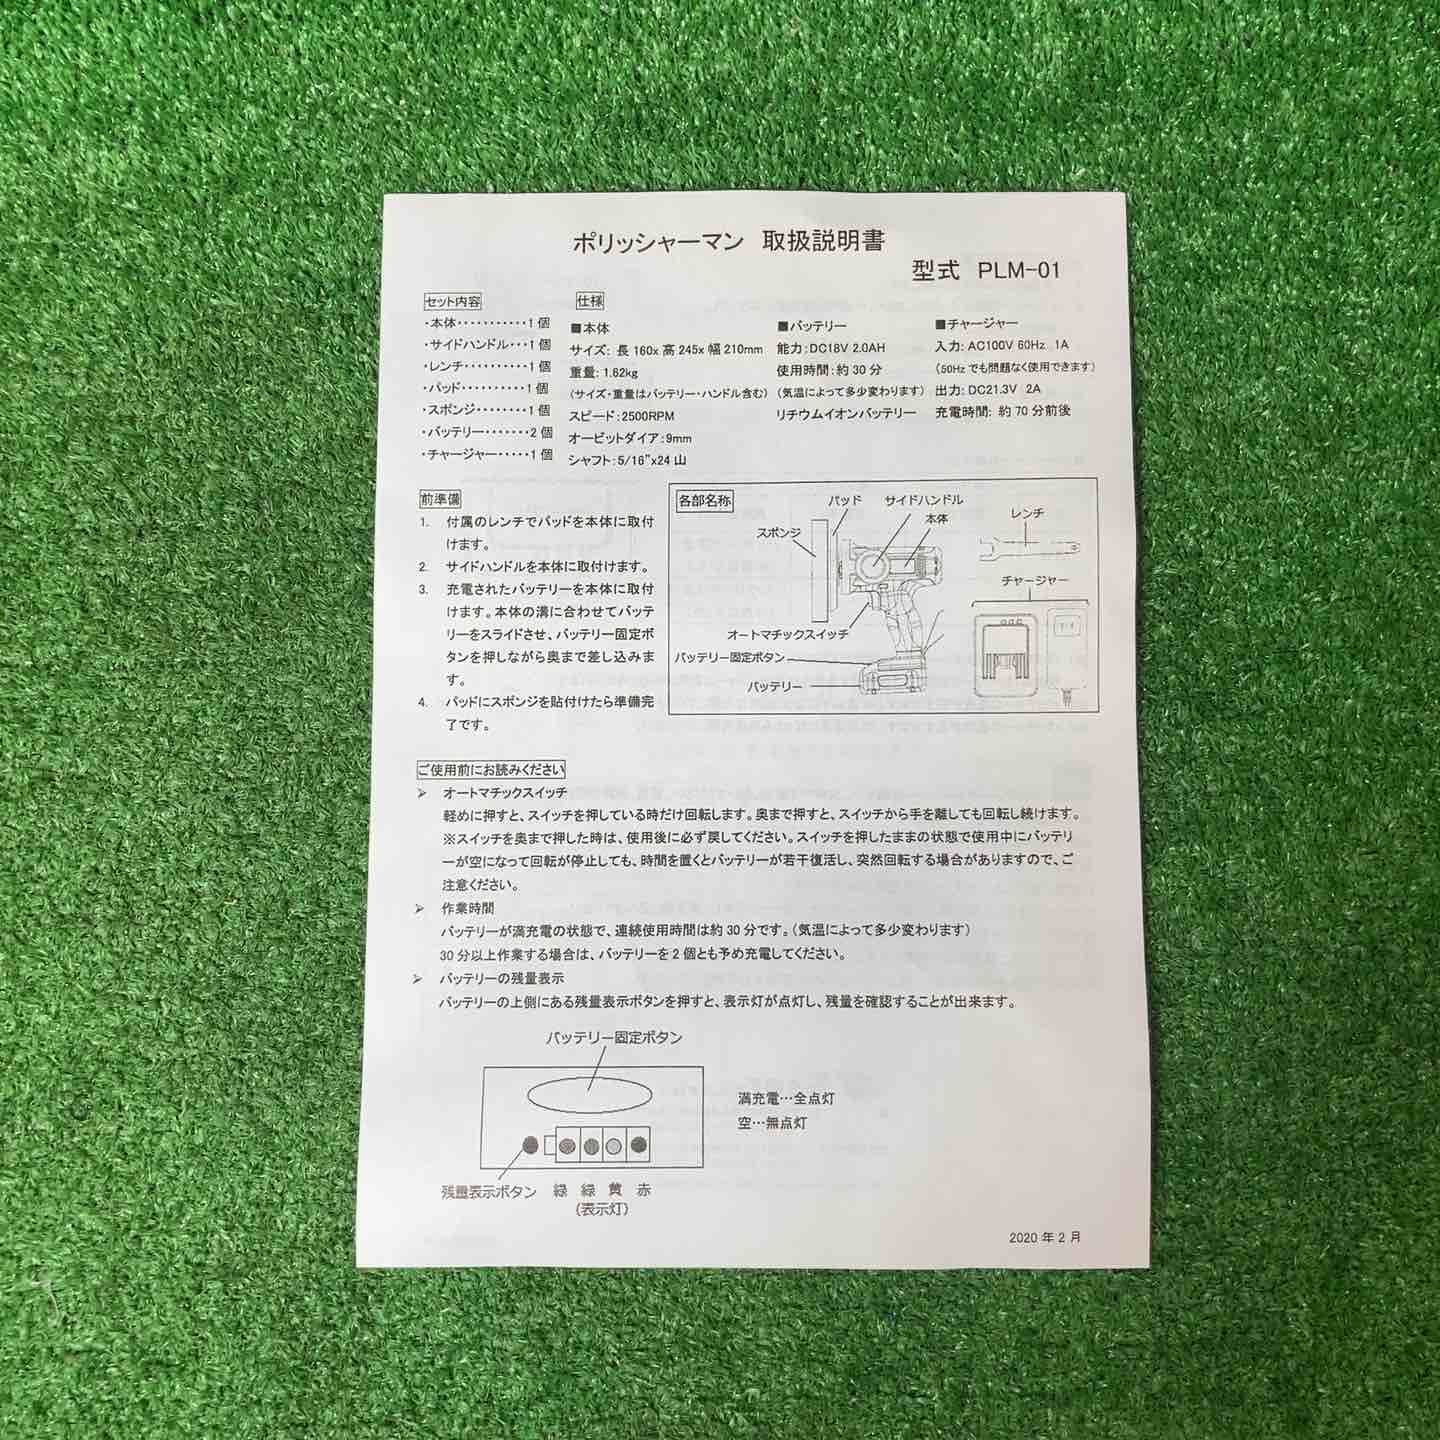 ポリッシャーマン 取扱説明書
型式 PLM-01
セット内容
・本体・・・・・・・・・・・1個
・サイドハンドル・・・1個
・レンチ・・・・・・・・・・1個
・パッド・・・・・・・・・・1個
・スポンジ・・・・・・・・1個
・バッテリー・・・・・・・2個
・チャージャー・・・・・1個
仕様
■本体
サイズ: 長160x高245x幅210mm
重量: 1.62kg
(サイズ・重量はバッテリー・ハンドル含む)
スピード:2500RPM
オービットダイア:9mm
シャフト:5/16"x24山
■バッテリー
能力:DC18V 2.0AH
使用時間:約30分
(気温によって多少変わります)
リチウムイオンバッテリー
■チャージャー
入力: AC100V 60Hz 1A
(50Hzでも問題なく使用できます)
出力: DC21.3V 2A
充電時間: 約70分前後
前準備
1. 付属のレンチでパッドを本体に取付
けます。
2. サイドハンドルを本体に取付けます。
3. 充電されたバッテリーを本体に取付
けます。本体の溝に合わせてバッテ
リーをスライドさせ、バッテリー固定ボ
タンを押しながら奥まで差し込みま
す。
4. パッドにスポンジを貼付けたら準備完
了です。
各部名称
パッド
サイドハンドル
本体
スポンジ
レンチ
チャージャー
オートマチックスイッチ
バッテリー固定ボタン
バッテリー
ご使用前にお読みください
➢ オートマチックスイッチ
軽めに押すと、スイッチを押している時だけ回転します。奥まで押すと、スイッチから手を離しても回転し続けます。
※スイッチを奥まで押した時は、使用後に必ず戻してください。スイッチを押したままの状態で使用中にバッテリ
ーが空になって回転が停止しても、時間を置くとバッテリーが若干復活し、突然回転する場合がありますので、ご
注意ください。
➢ 作業時間
バッテリーが満充電の状態で、連続使用時間は約30分です。(気温によって多少変わります)
30分以上作業する場合は、バッテリーを2個とも予め充電してください。
➢ バッテリーの残量表示
バッテリーの上側にある残量表示ボタンを押すと、表示灯が点灯し、残量を確認することが出来ます。
バッテリー固定ボタン
満充電…全点灯
空…無点灯
残量表示ボタン 緑 緑 黄 赤
(表示灯)
2020年2月